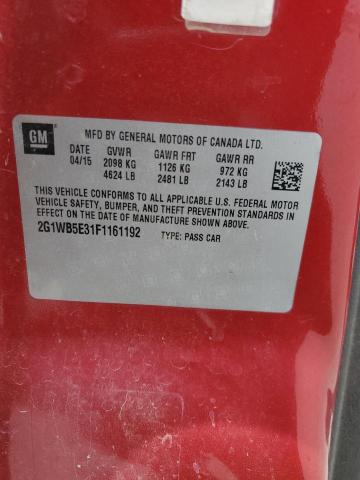 GM
MFD BY GENERAL MOTORS OF CANADA LTD.
DATE GVWR GAWR FRT GAWR RR
04/15 2098 KG 1126 KG 972 KG
4624 LB 2481 LB 2143 LB
THIS VEHICLE CONFORMS TO ALL APPLICABLE U.S. FEDERAL MOTOR
VEHICLE SAFETY, BUMPER, AND THEFT PREVENTION STANDARDS IN
EFFECT ON THE DATE OF MANUFACTURE SHOWN ABOVE.
2G1WB5E31F1161192 TYPE: PASS CAR